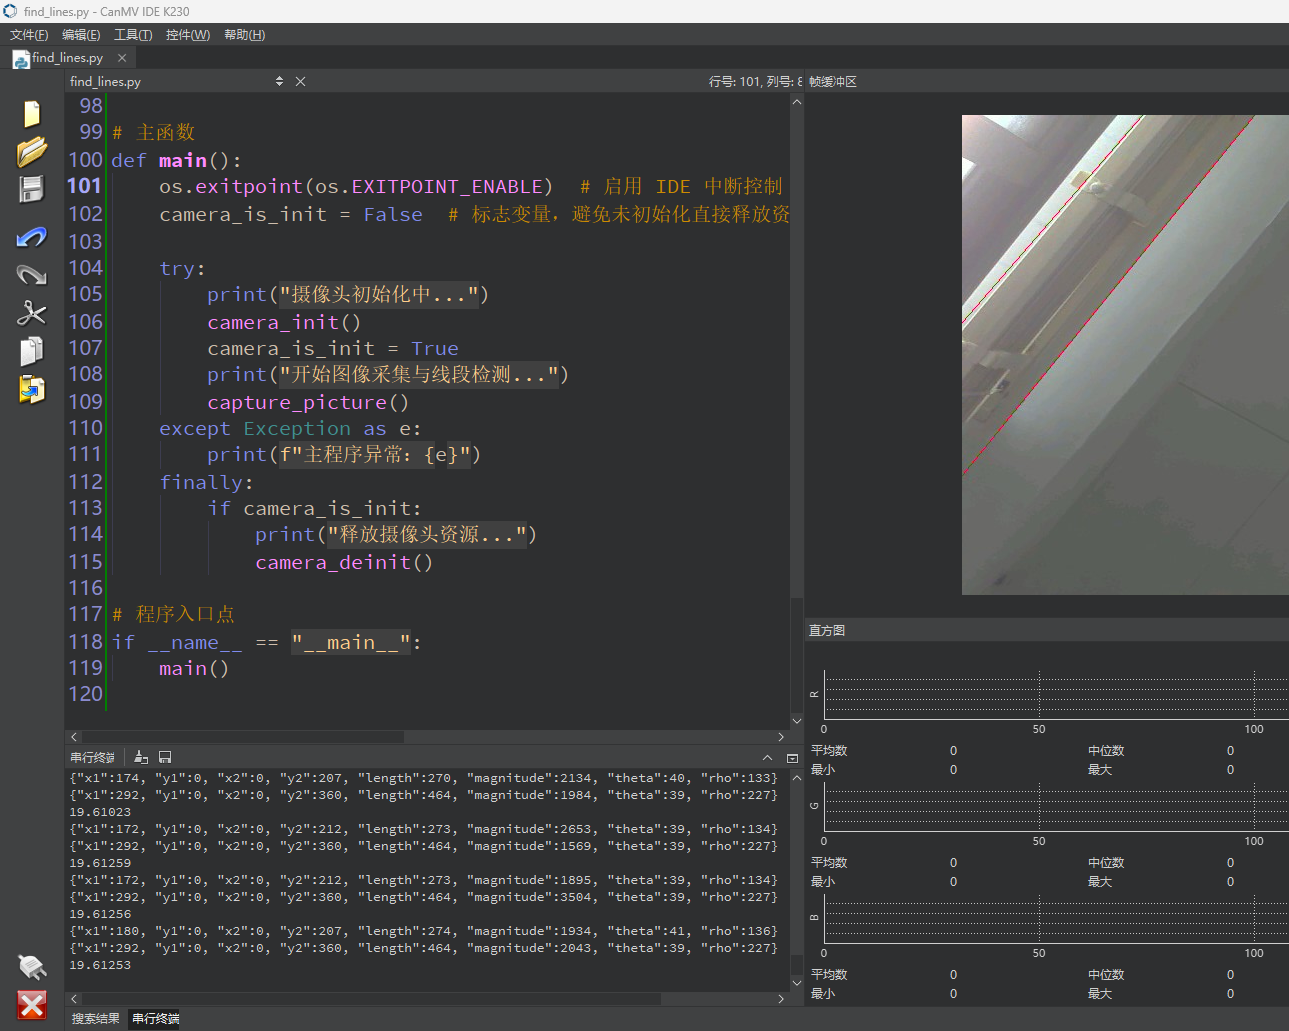 find_lines.py - CanMV IDE K230
文件(F) 编辑(E) 工具(T) 控件(W) 帮助(H)
find_lines.py
find_lines.py
行号: 101, 列号: 8
帧缓冲区
98
99 # 主函数
100 def main():
101 os.exitpoint(os.EXITPOINT_ENABLE) # 启用 IDE 中断控制
102 camera_is_init = False # 标志变量，避免未初始化直接释放资
103
104 try:
105 print("摄像头初始化中...")
106 camera_init()
107 camera_is_init = True
108 print("开始图像采集与线段检测...")
109 capture_picture()
110 except Exception as e:
111 print(f"主程序异常：{e}")
112 finally:
113 if camera_is_init:
114 print("释放摄像头资源...")
115 camera_deinit()
116
117 # 程序入口点
118 if __name__ == "__main__":
119 main()
120
串行终端
{"x1":174, "y1":0, "x2":0, "y2":207, "length":270, "magnitude":2134, "theta":40, "rho":133}
{"x1":292, "y1":0, "x2":0, "y2":360, "length":464, "magnitude":1984, "theta":39, "rho":227}
19.61023
{"x1":172, "y1":0, "x2":0, "y2":212, "length":273, "magnitude":2653, "theta":39, "rho":134}
{"x1":292, "y1":0, "x2":0, "y2":360, "length":464, "magnitude":1569, "theta":39, "rho":227}
19.61259
{"x1":172, "y1":0, "x2":0, "y2":212, "length":273, "magnitude":1895, "theta":39, "rho":134}
{"x1":292, "y1":0, "x2":0, "y2":360, "length":464, "magnitude":3504, "theta":39, "rho":227}
19.61256
{"x1":180, "y1":0, "x2":0, "y2":207, "length":274, "magnitude":1934, "theta":41, "rho":136}
{"x1":292, "y1":0, "x2":0, "y2":360, "length":464, "magnitude":2043, "theta":39, "rho":227}
19.61253
搜索结果 串行终端
直方图
R
0 50 100
平均数 0 中位数 0
最小 0 最大 0
G
0 50 100
平均数 0 中位数 0
最小 0 最大 0
B
0 50 100
平均数 0 中位数 0
最小 0 最大 0